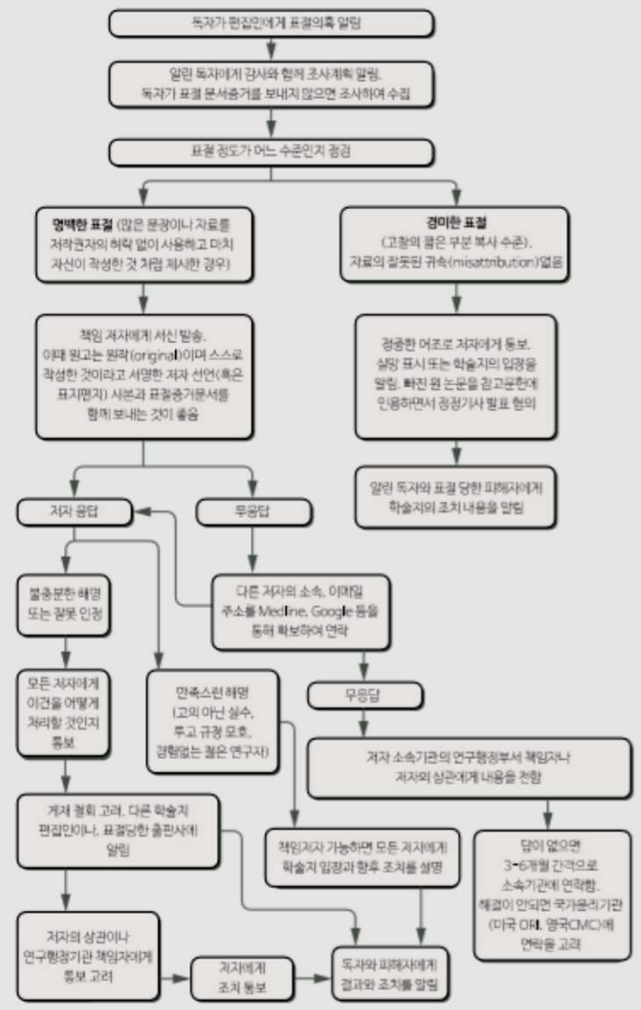 독자가 편집인에게 표절의혹 알림
알린 독자에게 감사와 함께 조사계획 알림.
독자가 표절 문서증거를 보내지 않으면 조사하여 수집
표절 정도가 어느 수준인지 점검
명백한 표절 (많은 문장이나 자료를
저작권자의 허락 없이 사용하고 마치
자신이 작성한 것 처럼 제시한 경우)
경미한 표절
(고찰의 짧은 부분 복사 수준).
자료의 잘못된 귀속(misattribution)없음
책임 저자에게 서신 발송.
이때 원고는 원작(original)이며 스스로
작성한 것이라고 서명한 저자 선언(혹은
표지편지) 사본과 표절증거문서를
함께 보내는 것이 좋음
정중한 어조로 저자에게 통보.
실망 표시 또는 학술지의 입장을
알림. 빠진 원 논문을 참고문헌에
인용하면서 정정기사 발표 협의
알린 독자와 표절 당한 피해자에게
학술지의 조치 내용을 알림
저자 응답
무응답
불충분한 해명
또는 잘못 인정
다른 저자의 소속, 이메일
주소를 Medline, Google 등을
통해 확보하여 연락
모든 저자에게
이건을 어떻게
처리할 것인지
통보
만족스런 해명
(고의 아닌 실수,
투고 규정 모호,
경험없는 젊은 연구자)
무응답
저자 소속기관의 연구행정부서 책임자나
저자의 상관에게 내용을 전함
게재 철회 고려. 다른 학술지
편집인이나, 표절당한 출판사에
알림
책임저자 가능하면 모든 저자에게
학술지 입장과 향후 조치를 설명
답이 없으면
3-6개월 간격으로
소속기관에 연락함.
해결이 안되면 국가윤리기관
(미국 ORI, 영국CMC)에
연락을 고려
저자의 상관이나
연구행정기관 책임자에게
통보 고려
저자에게
조치 통보
독자와 피해자에게
결과와 조치를 알림